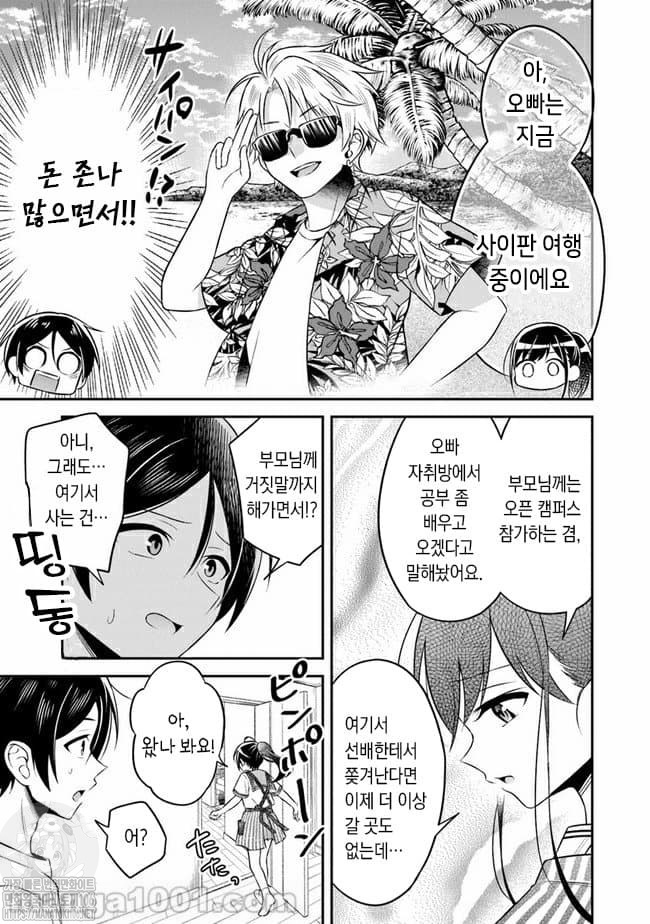 아,
오빠는
지금
사이판 여행
중이에요
サイパン!?
돈 존나
많으면서!!
부모님께는
오픈 캠퍼스
참가하는 겸,
오빠
자취방에서
공부 좀
배우고
오겠다고
말해놨어요.
여기서
선배한테서
쫒겨난다면
이제 더 이상
갈 곳도
없는데…
부모님께
거짓말까지
해가면서!?
아니,
그래도…
여기서
사는 건…
띵동
ピンポーン
아,
왔나 봐요!
たたっ
어?